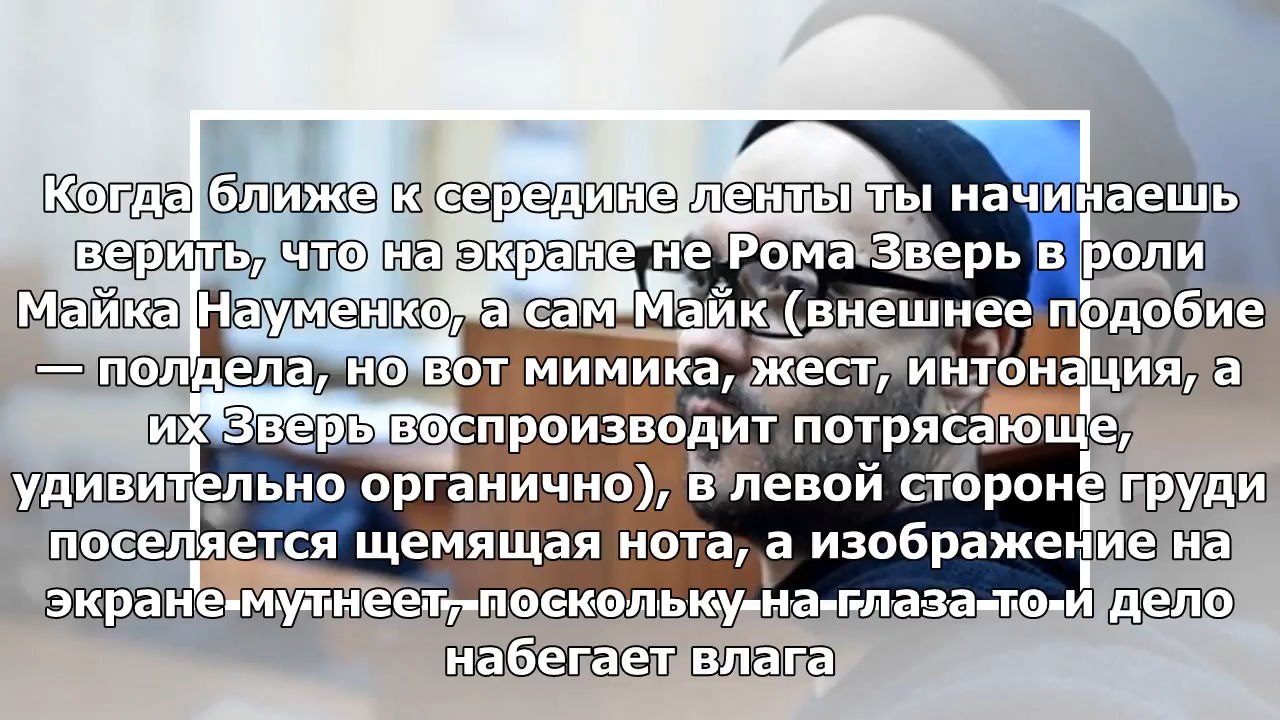 Когда ближе к середине ленты ты начинаешь
верить, что на экране не Рома Зверь в роли
Майка Науменко, а сам Майк (внешнее подобие
— полдела, но вот мимика, жест, интонация, а
их Зверь воспроизводит потрясающе,
удивительно органично), в левой стороне груди
поселяется щемящая нота, а изображение на
экране мутнеет, поскольку на глаза то и дело
набегает влага